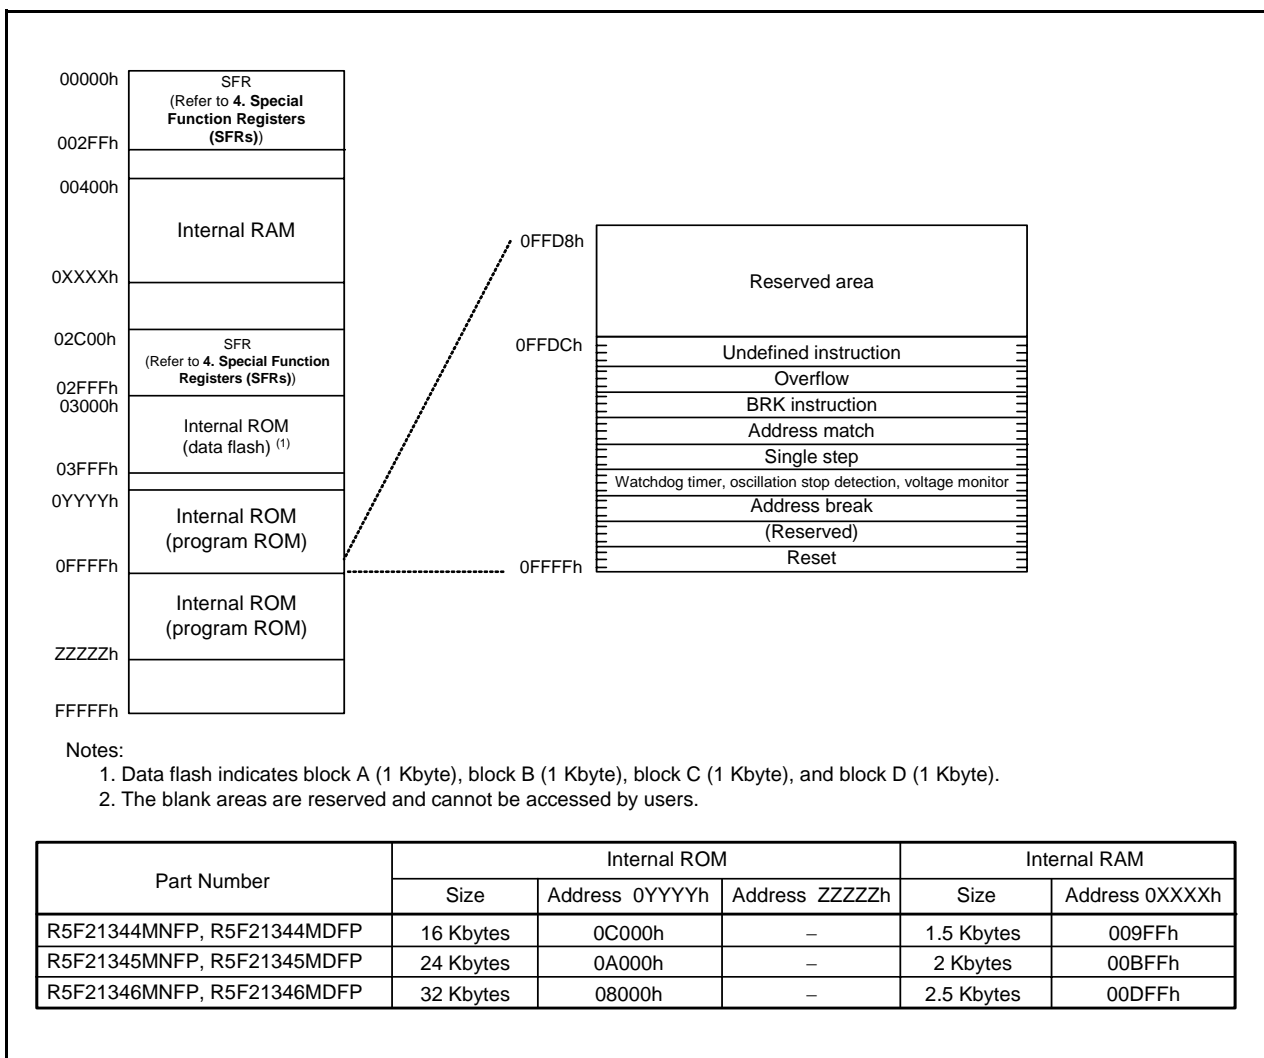 00000h
SFR
(Refer to 4. Special
Function Registers
(SFRs))
002FFh
00400h
Internal RAM
0XXXXh
02C00h
SFR
(Refer to 4. Special Function
Registers (SFRs))
02FFFh
03000h
Internal ROM
(data flash) (1)
03FFFh
0YYYYh
Internal ROM
(program ROM)
0FFFFh
Internal ROM
(program ROM)
ZZZZZh
FFFFFh
0FFD8h
Reserved area
0FFDCh
Undefined instruction
Overflow
BRK instruction
Address match
Single step
Watchdog timer, oscillation stop detection, voltage monitor
Address break
(Reserved)
Reset
0FFFFh
Notes:
1. Data flash indicates block A (1 Kbyte), block B (1 Kbyte), block C (1 Kbyte), and block D (1 Kbyte).
2. The blank areas are reserved and cannot be accessed by users.
Part Number Internal ROM Internal RAM
Size Address 0YYYYh Address ZZZZZh Size Address 0XXXXh
R5F21344MNFP, R5F21344MDFP 16 Kbytes 0C000h – 1.5 Kbytes 009FFh
R5F21345MNFP, R5F21345MDFP 24 Kbytes 0A000h – 2 Kbytes 00BFFh
R5F21346MNFP, R5F21346MDFP 32 Kbytes 08000h – 2.5 Kbytes 00DFFh